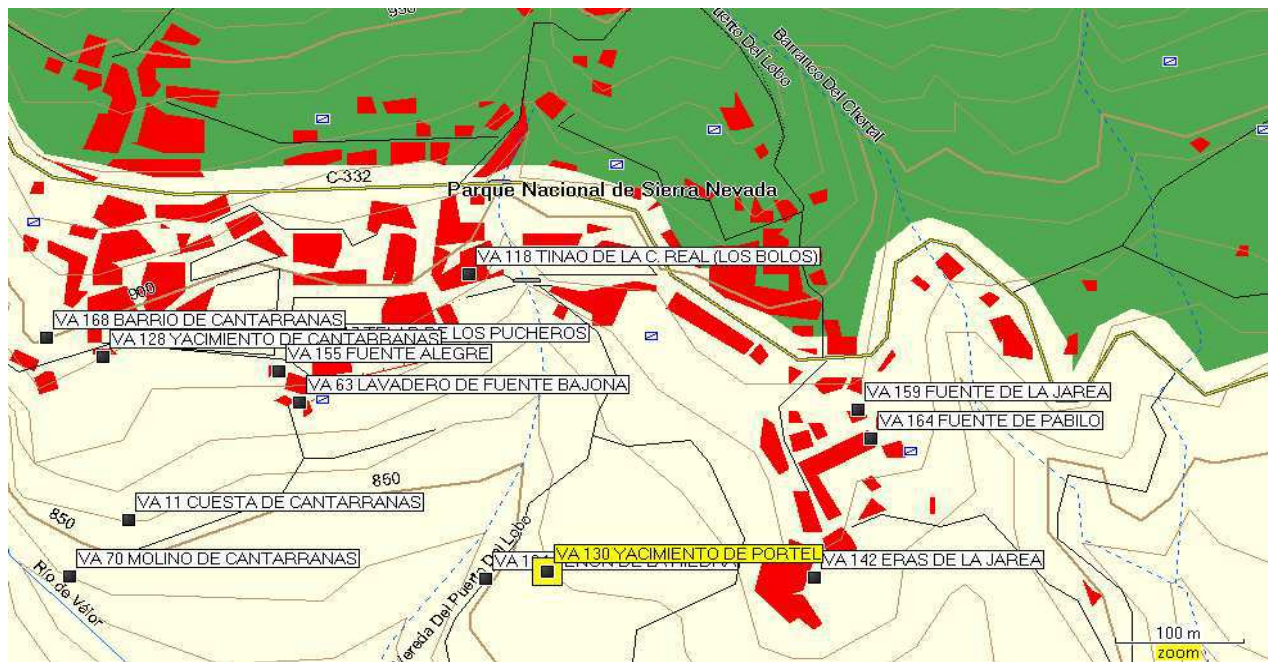 950
Puerto Del Lobo
Barranco Del Chortal
C-332
Parque Nacional de Sierra Nevada
VA 118 TINAO DE LA C. REAL (LOS BOLOS)
900
VA 168 BARRIO DE CANTARRANAS
DE LOS PUCHEROS
VA 128 YACIMIENTO DE CANTARRANAS
VA 155 FUENTE ALEGRE
VA 63 LAVADERO DE FUENTE BAJONA
VA 159 FUENTE DE LA JAREA
VA 164 FUENTE DE PABILO
850
VA 11 CUESTA DE CANTARRANAS
850
VA 130 YACIMIENTO DE PORTEL
VA 70 MOLINO DE CANTARRANAS
VA 142 ERAS DE LA JAREA
Vereda Del Puerto Del Lobo
Río de Válor
100 m
zoom